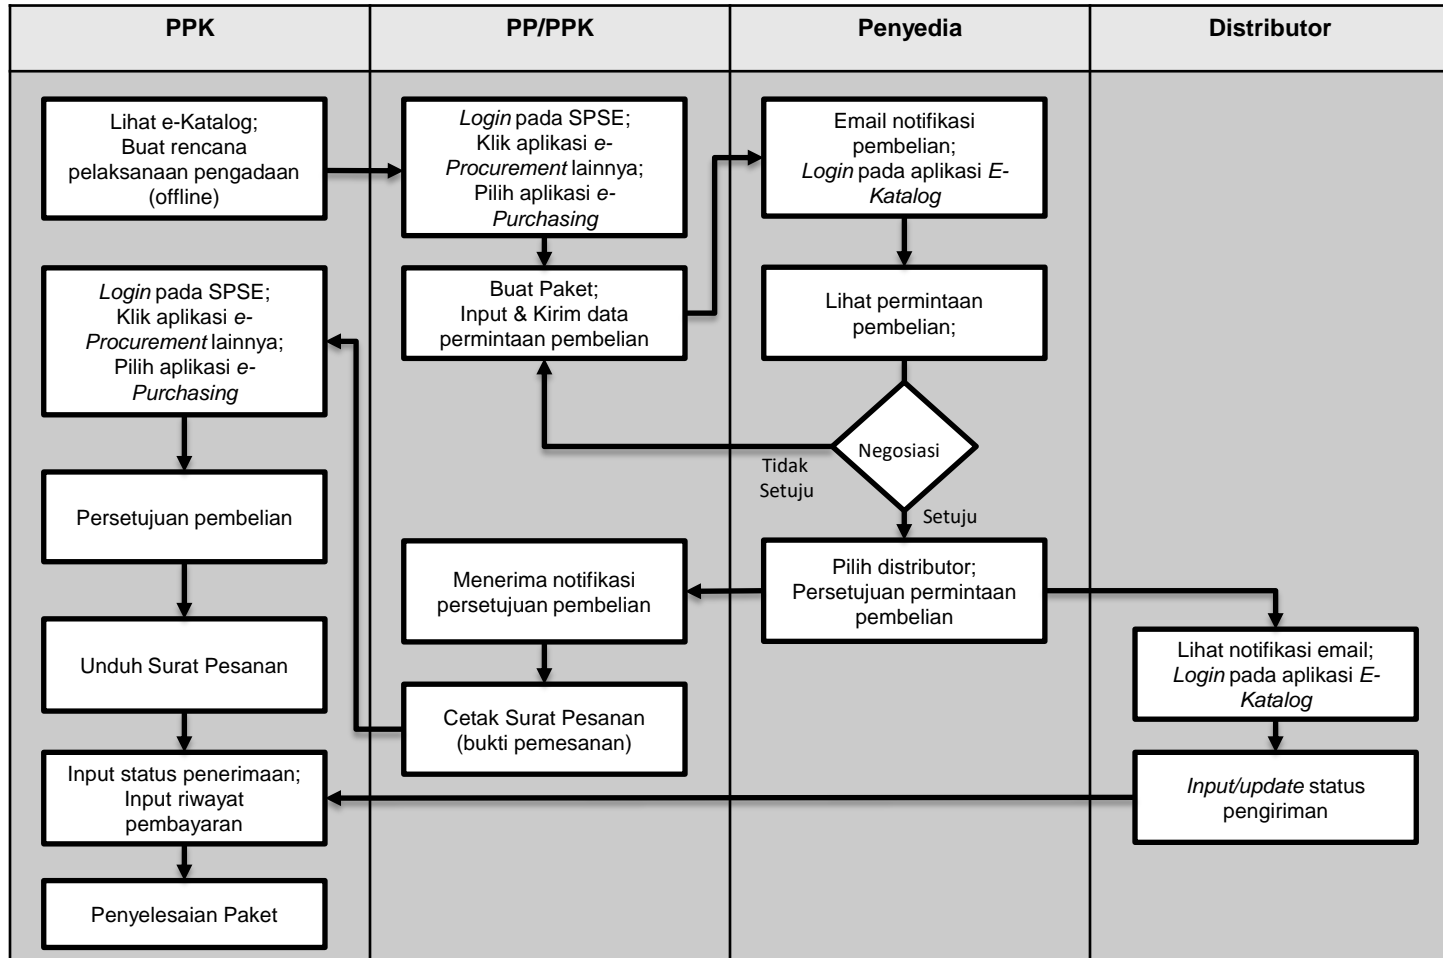 PPK
PP/PPK
Penyedia
Distributor
Lihat e-Katalog;
Buat rencana
pelaksanaan pengadaan
(offline)
Login pada SPSE;
Klik aplikasi e-
Procurement lainnya;
Pilih aplikasi e-
Purchasing
Email notifikasi
pembelian;
Login pada aplikasi E-
Katalog
Login pada SPSE;
Klik aplikasi e-
Procurement lainnya;
Pilih aplikasi e-
Purchasing
Buat Paket;
Input & Kirim data
permintaan pembelian
Lihat permintaan
pembelian;
Negosiasi
Tidak
Setuju
Setuju
Persetujuan pembelian
Menerima notifikasi
persetujuan pembelian
Pilih distributor;
Persetujuan permintaan
pembelian
Unduh Surat Pesanan
Cetak Surat Pesanan
(bukti pemesanan)
Lihat notifikasi email;
Login pada aplikasi E-
Katalog
Input status penerimaan;
Input riwayat
pembayaran
Input/update status
pengiriman
Penyelesaian Paket